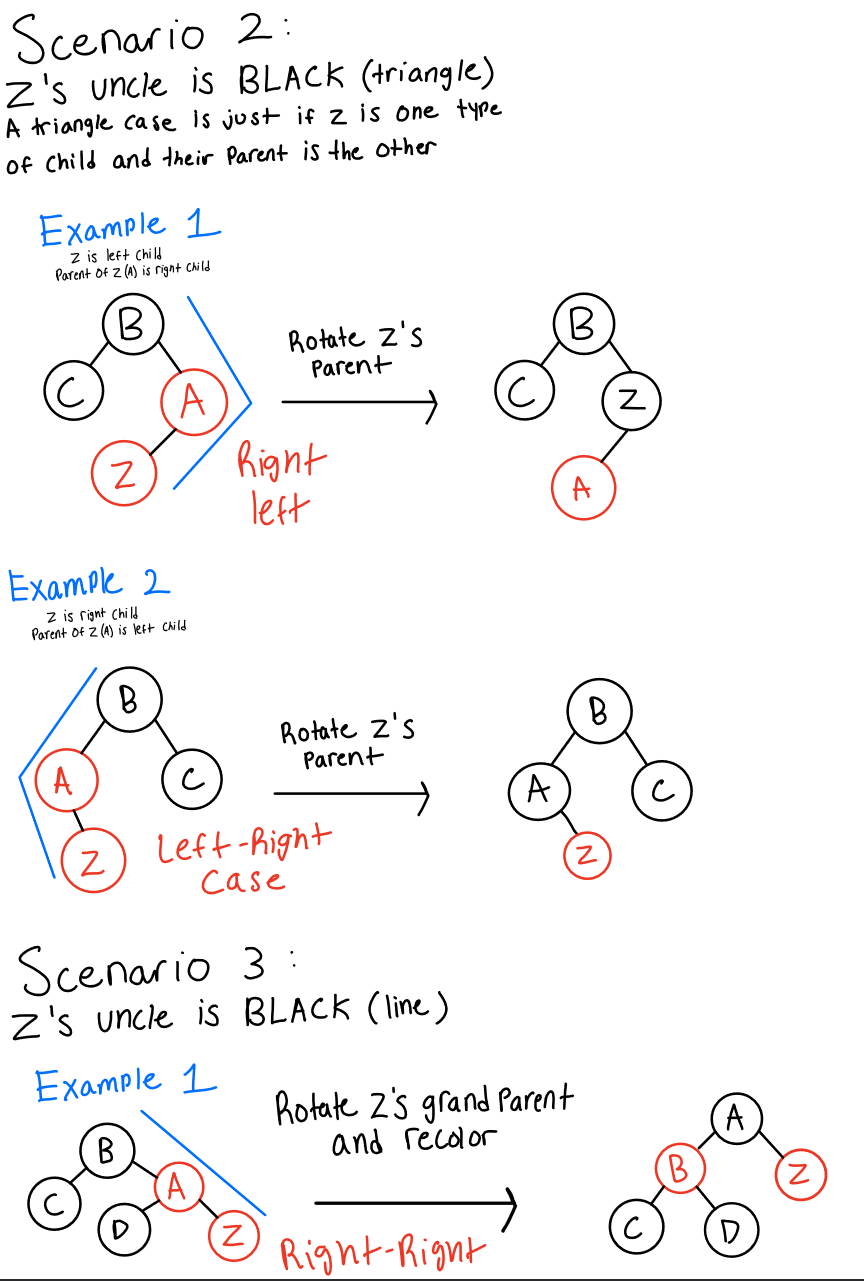 Scenario 2:
Z's uncle is BLACK (triangle)
A triangle case is just if Z is one type
of child and their Parent is the other
Example 1
Z is left child
Parent of Z(A) is right child
B
C
A
Z
Right
left
Rotate Z's
Parent
B
C
Z
A
Example 2
Z is right child
Parent of Z(A) is left child
B
A
C
Z
Left-Right
Case
Rotate Z's
Parent
B
A
C
Z
Scenario 3:
Z's uncle is BLACK (line)
Example 1
B
C
A
D
Z
Rotate Z's grand Parent
and recolor
Right-Right
A
B
Z
C
D